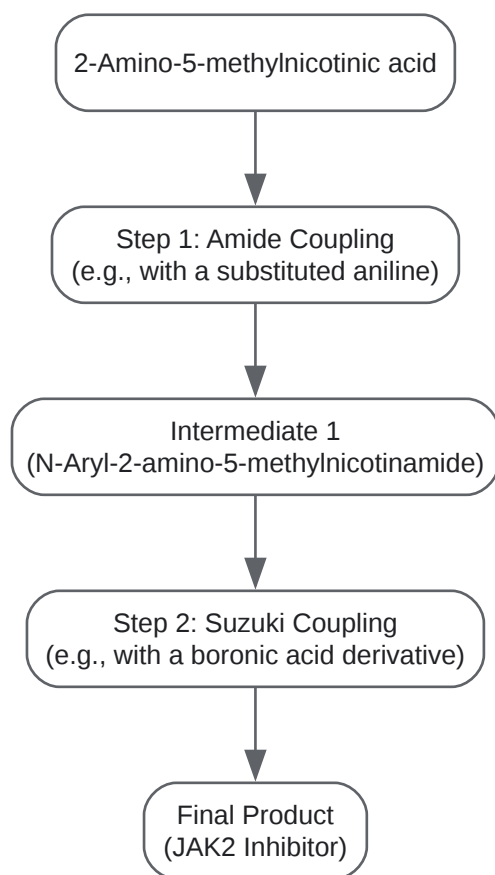 2-Amino-5-methylnicotinic acid
Step 1: Amide Coupling
(e.g., with a substituted aniline)
Intermediate 1
(N-Aryl-2-amino-5-methylnicotinamide)
Step 2: Suzuki Coupling
(e.g., with a boronic acid derivative)
Final Product
(JAK2 Inhibitor)